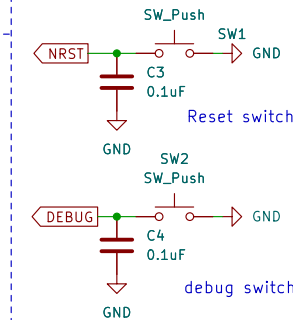 SW_Push
SW1
NRST
GND
C3
0.1uF
Reset switch
GND
SW2
SW_Push
DEBUG
GND
C4
0.1uF
debug switch
GND